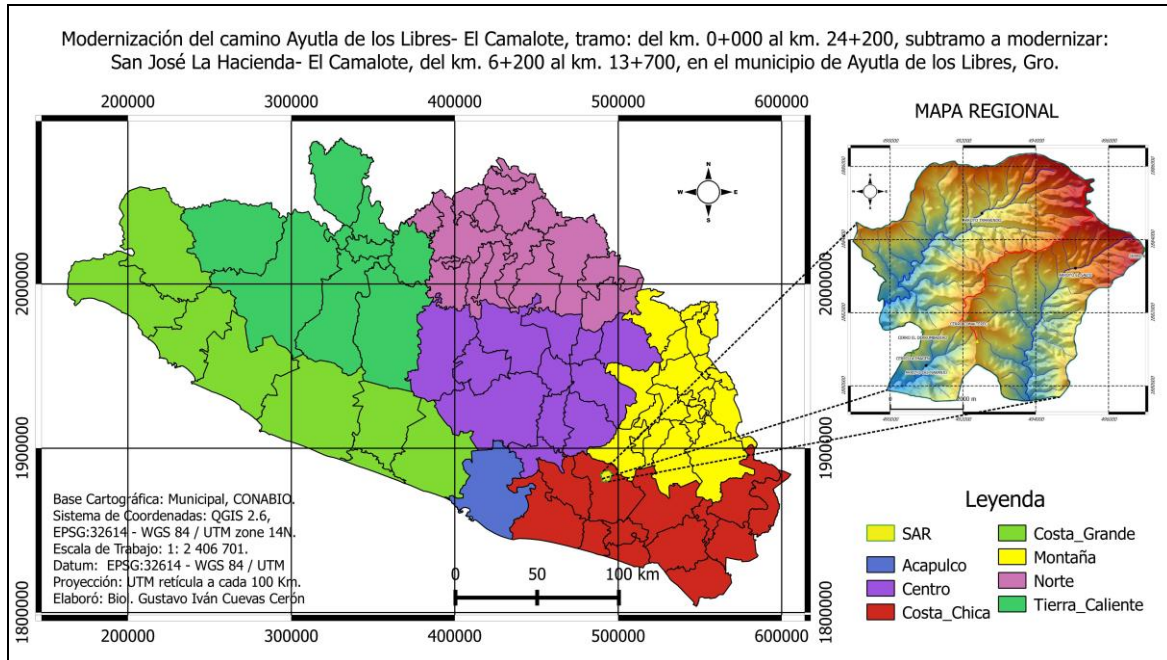 Modernización del camino Ayutla de los Libres- El Camalote, tramo: del km. 0+000 al km. 24+200, subtramo a modernizar:
San José La Hacienda- El Camalote, del km. 6+200 al km. 13+700, en el municipio de Ayutla de los Libres, Gro.
200000 300000 400000 500000 600000
MAPA REGIONAL
N
W E
S
2000000 2000000
1900000 1900000
1800000 1800000
Base Cartográfica: Municipal, CONABIO.
Sistema de Coordenadas: QGIS 2.6,
EPSG:32614 - WGS 84 / UTM zone 14N.
Escala de Trabajo: 1: 2 406 701.
Datum: EPSG:32614 - WGS 84 / UTM
Proyección: UTM retícula a cada 100 Km.
Elaboró: Biol. Gustavo Iván Cuevas Cerón
0 50 100 km
200000 300000 400000 500000 600000
Leyenda
SAR
Acapulco
Centro
Costa_Chica
Costa_Grande
Montaña
Norte
Tierra_Caliente